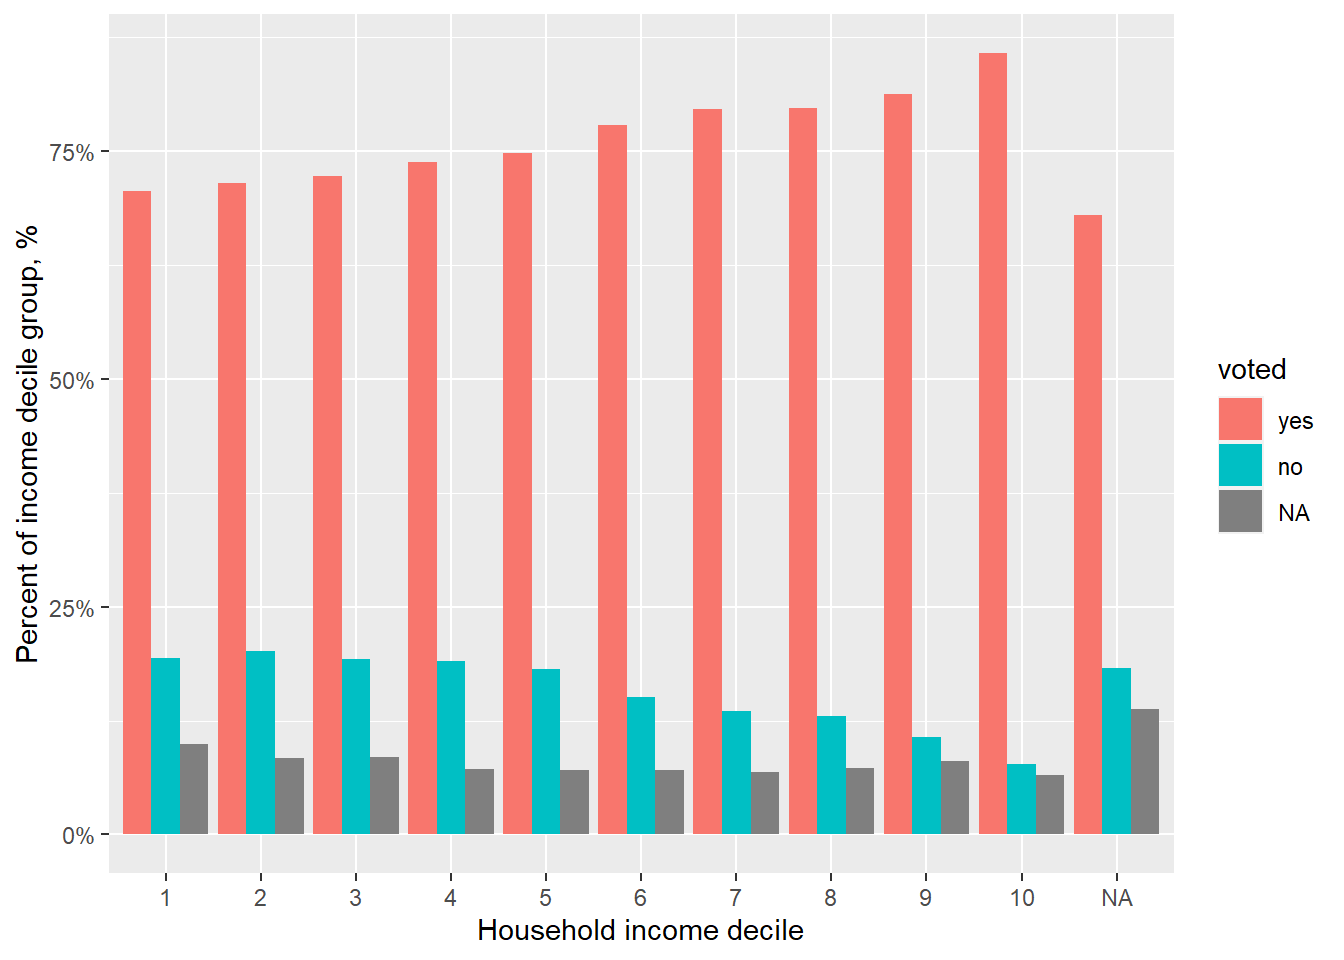 Percent of income decile group, %
75%
50%
25%
0%
1 2 3 4 5 6 7 8 9 10 NA
Household income decile
voted
yes
no
NA